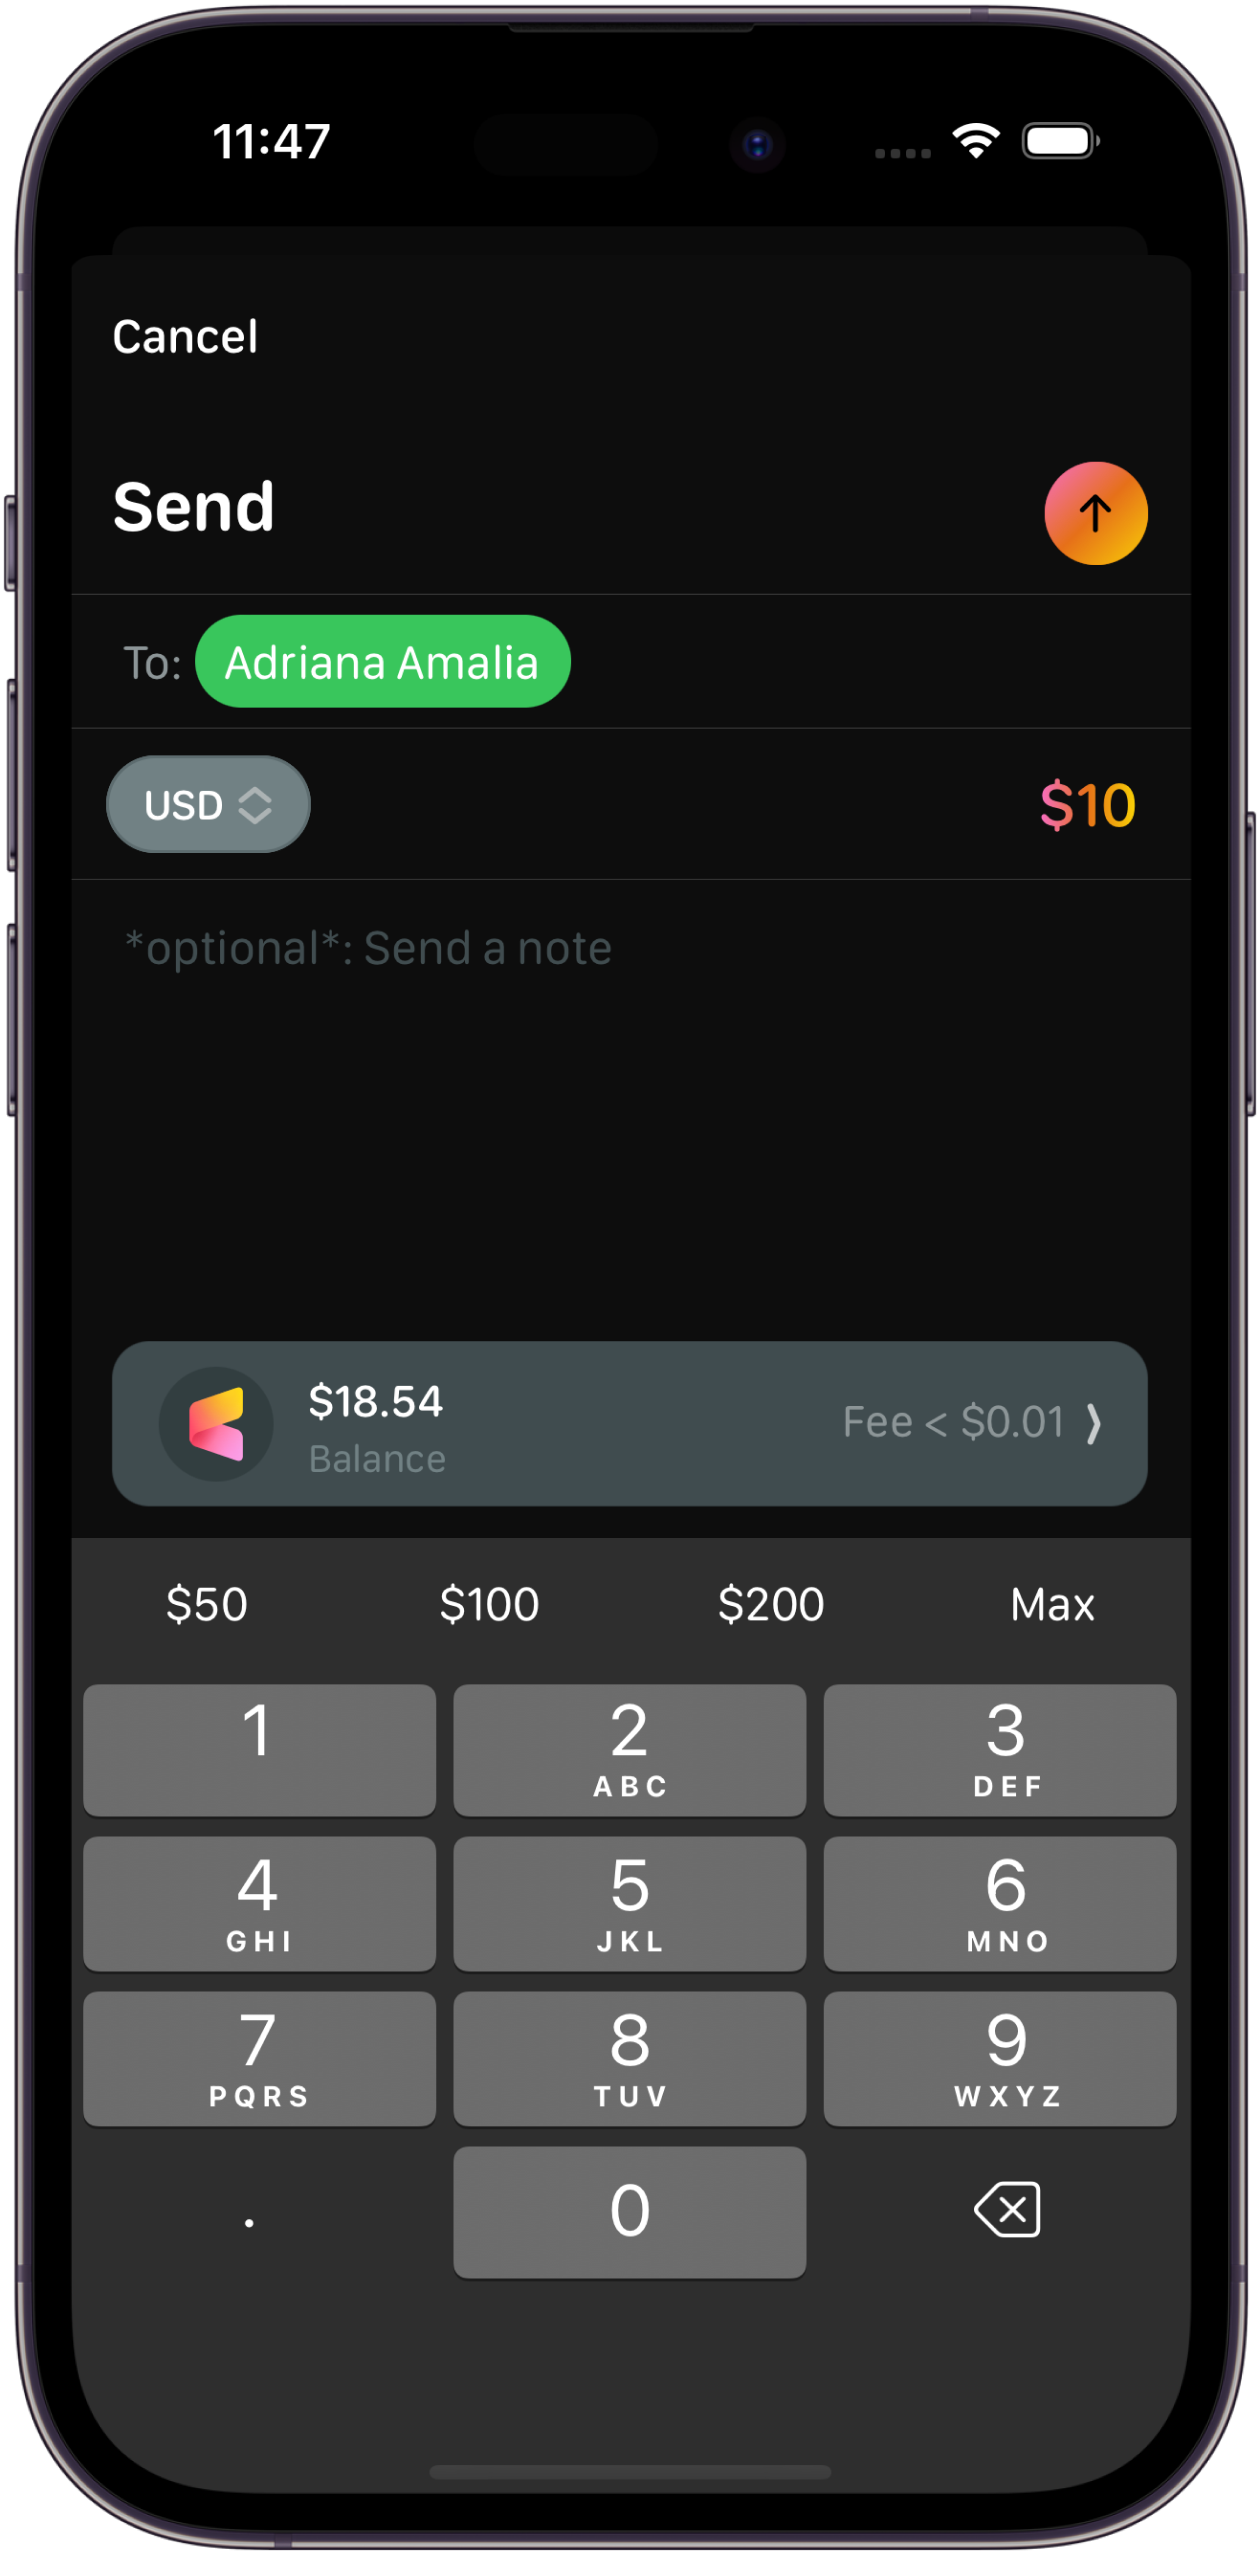 11:47
Cancel
Send
To: Adriana Amalia
USD $10
*optional*: Send a note
$18.54
Balance
Fee < $0.01
$50 $100 $200 Max
1 2 3
ABC DEF
4 5 6
GHI JKL MNO
7 8 9
PQRS TUV WXYZ
. 0